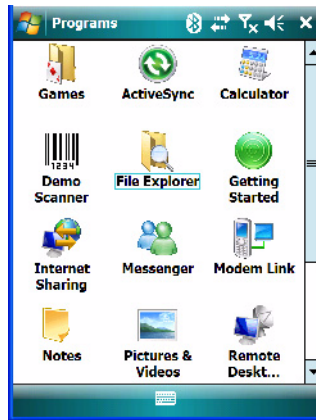 Programs
Games ActiveSync Calculator
1234
Demo Scanner File Explorer Getting Started
Internet Sharing Messenger Modem Link
Notes Pictures & Videos Remote Deskt...